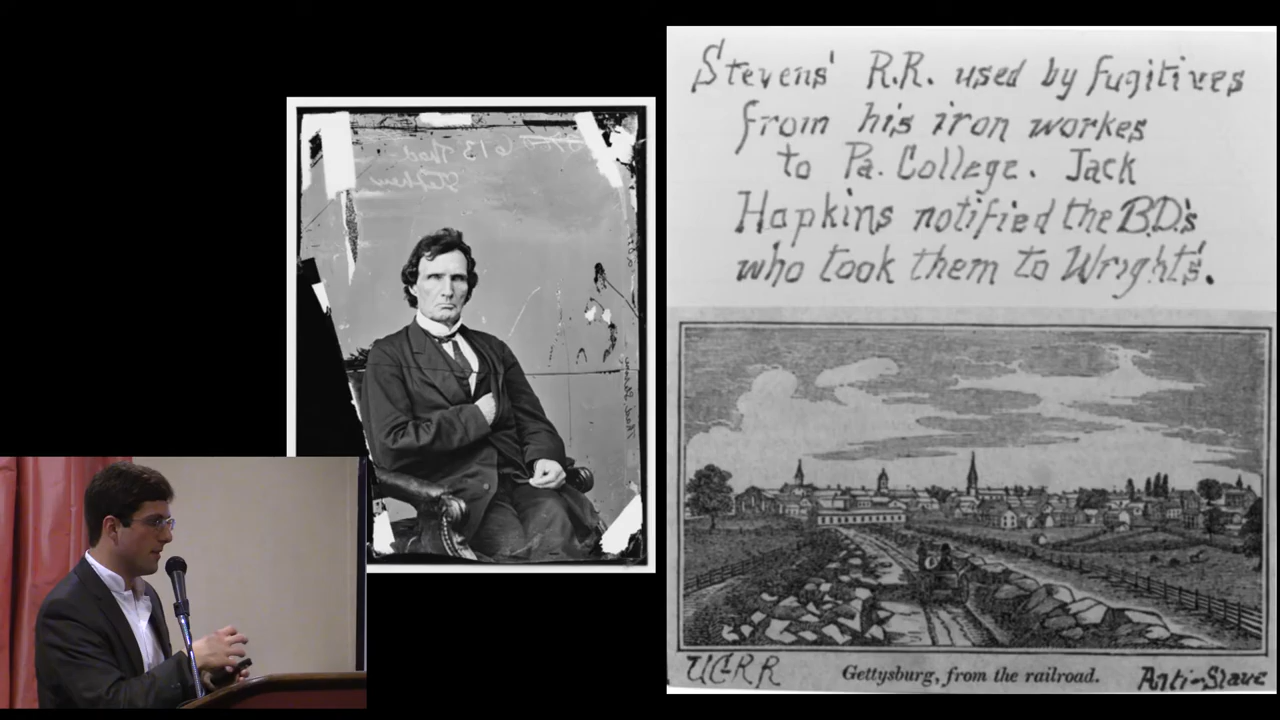 Stevens' R.R. used by fugitives
from his iron workes
to Pa. College. Jack
Hopkins notified the B.D.'s
who took them to Wright's.
UGRR
Gettysburg, from the railroad.
Anti-Slave